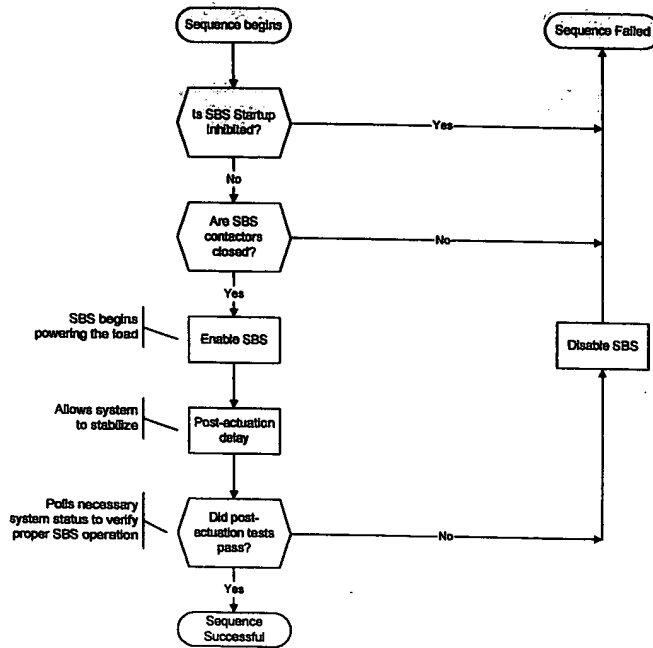 Sequence begins
Sequence Failed
Is SBS Startup
Inhibited?
Yes
No
Are SBS
contactors
closed?
No
Yes
SBS begins
powering the load
Enable SBS
Disable SBS
Allows system
to stabilize
Post-actuation
delay
Polls necessary
system status to verify
proper SBS operation
Did post-
actuation tests
pass?
No
Yes
Sequence
Successful